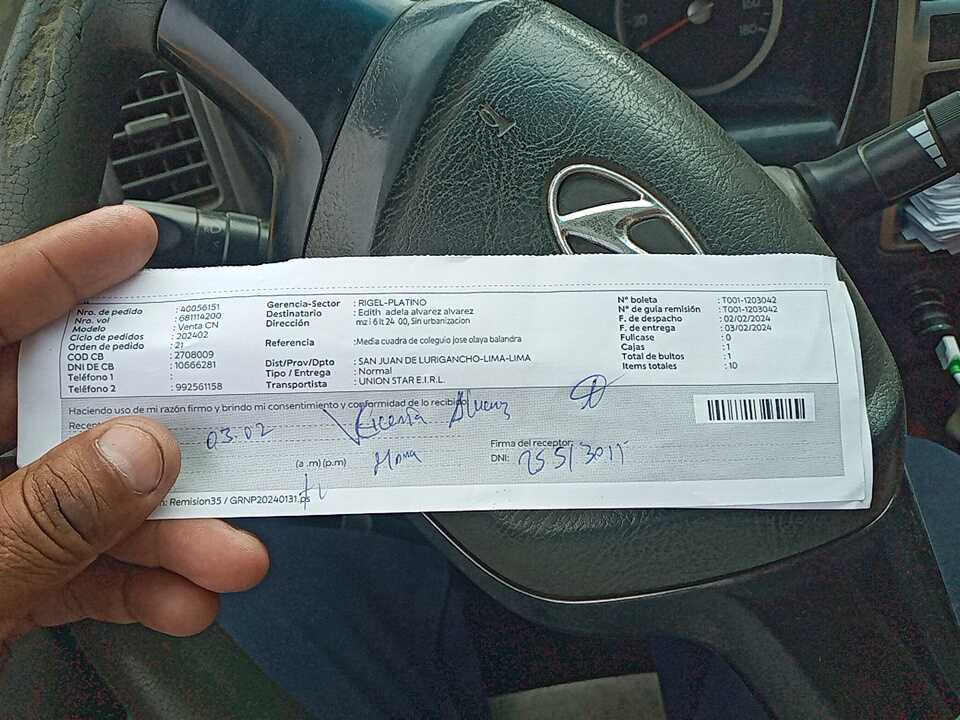 Nro. de pedido : 40056151
Nro. vol : 681114200
Modelo : Venta CN
Ciclo de pedidos : 202402
Orden de pedido : 21
COD CB : 2708009
DNI DE CB : 10666281
Teléfono 1 :
Teléfono 2 : 992561158
Gerencia-Sector : RIGEL-PLATINO
Destinatario : Edith adela alvarez alvarez
Dirección mz i 6 lt 24 00, Sin urbanizacion
Referencia :Media cuadra de coleguio jose olaya balandra
Dist/Prov/Dpto : SAN JUAN DE LURIGANCHO-LIMA-LIMA
Tipo / Entrega : Normal
Transportista : UNION STAR E.I.R.L.
N° boleta : T001-1203042
N° de guía remisión : T001-1203042
F. de despacho : 02/02/2024
F. de entrega : 03/02/2024
Fullcase : 0
Cajas : 1
Total de bultos : 1
Items totales : 10
Haciendo uso de mi razón firmo y brindo mi consentimiento y conformidad de lo recibido
03-02
(a .m) (p.m)
Firma del receptor:
DNI:
Remision35 / GRNP20240131.ps